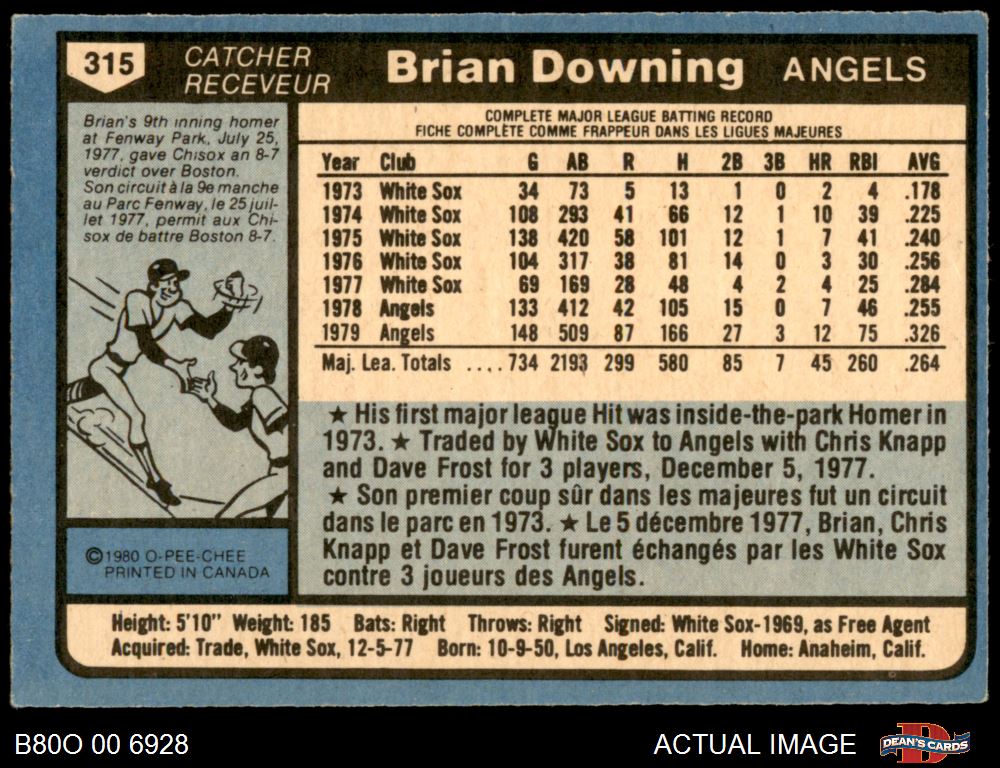 315
CATCHER
RECEVEUR
Brian Downing
ANGELS
Brian's 9th inning homer
at Fenway Park, July 25,
1977, gave Chisox an 8-7
verdict over Boston.
Son circuit à la 9e manche
au Parc Fenway, le 25 juil-
let 1977, permit aux Chi-
sox de battre Boston 8-7.
©1980 O-PEE-CHEE
PRINTED IN CANADA
COMPLETE MAJOR LEAGUE BATTING RECORD
FICHE COMPLÈTE COMME FRAPPEUR DANS LES LIGUES MAJEURES
Year Club G AB R H 2B 3B HR RBI AVG
1973 White Sox 34 73 5 13 1 0 2 4 .178
1974 White Sox 108 293 41 66 12 1 10 39 .225
1975 White Sox 138 420 58 101 12 1 7 41 .240
1976 White Sox 104 317 38 81 14 0 3 30 .256
1977 White Sox 69 169 28 48 4 2 4 25 .284
1978 Angels 133 412 42 105 15 0 7 46 .255
1979 Angels 148 509 87 166 27 3 12 75 .326
Maj. Lea. Totals .... 734 2193 299 580 85 7 45 260 .264
★ His first major league Hit was inside-the-park Homer in
1973. ★ Traded by White Sox to Angels with Chris Knapp
and Dave Frost for 3 players, December 5, 1977.
★ Son premier coup sûr dans les majeures fut un circuit
dans le parc en 1973. ★ Le 5 décembre 1977, Brian, Chris
Knapp et Dave Frost furent échangés par les White Sox
contre 3 joueurs des Angels.
Height: 5'10" Weight: 185 Bats: Right Throws: Right Signed: White Sox-1969, as Free Agent
Acquired: Trade, White Sox, 12-5-77 Born: 10-9-50, Los Angeles, Calif. Home: Anaheim, Calif.
B80O 00 6928
ACTUAL IMAGE
DEAN'S CARDS